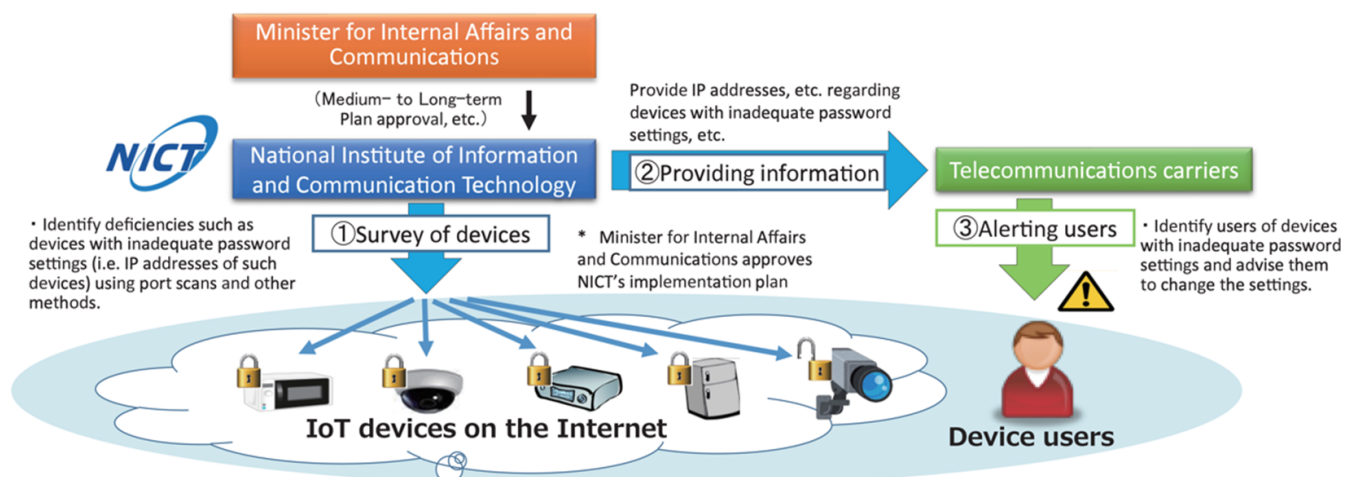 Minister for Internal Affairs and
Communications
（Medium- to Long-term
Plan approval, etc.）
NICT
National Institute of Information
and Communication Technology
Provide IP addresses, etc. regarding
devices with inadequate password
settings, etc.
②Providing information
Telecommunications carriers
・Identify deficiencies such as
devices with inadequate password
settings (i.e. IP addresses of such
devices) using port scans and other
methods.
①Survey of devices
* Minister for Internal Affairs
and Communications approves
NICT's implementation plan
③Alerting users
・Identify users of devices
with inadequate password
settings and advise them
to change the settings.
IoT devices on the Internet
Device users